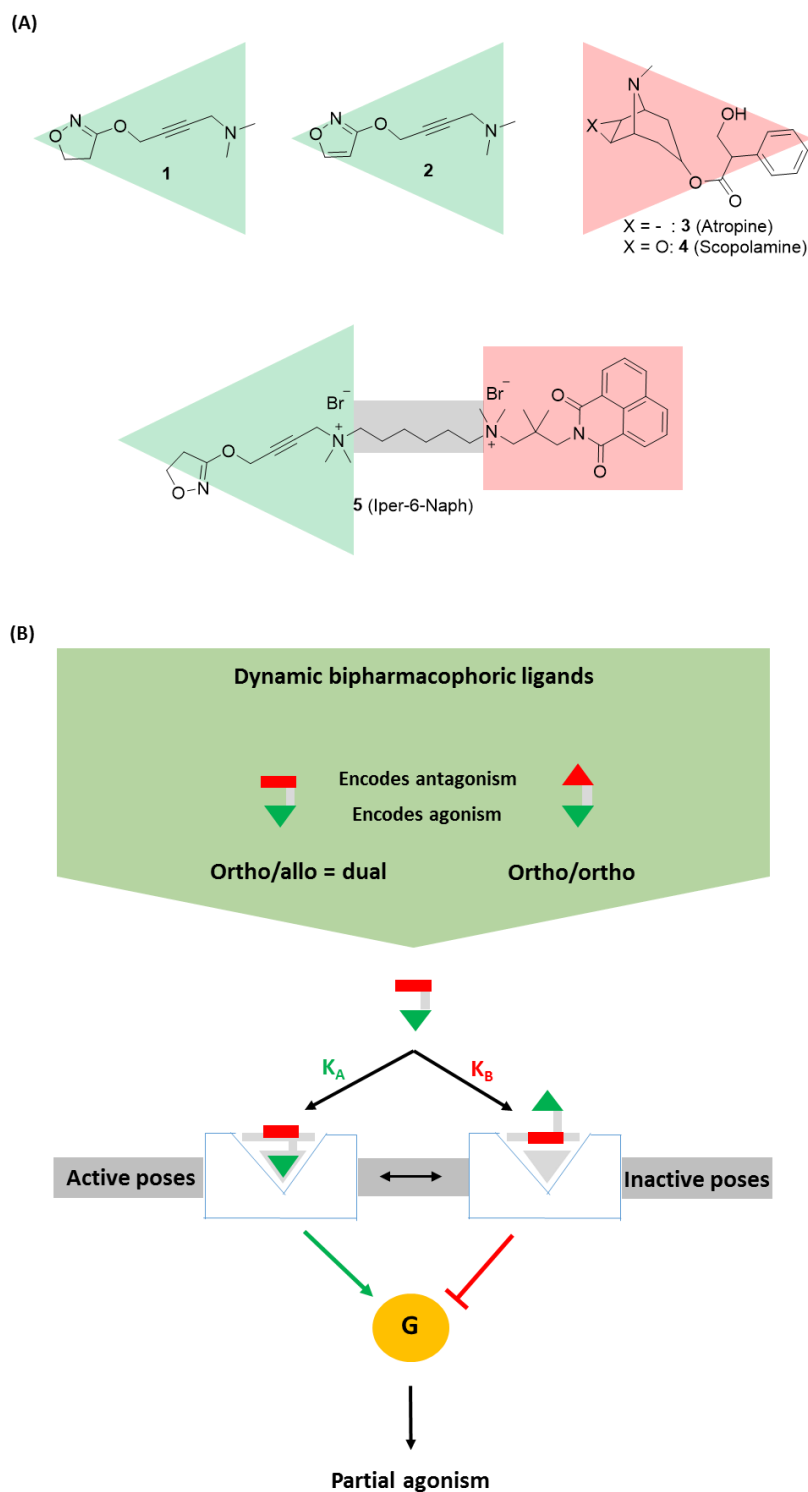 (A)
N
O
O
N
1
N
O
O
N
2
N
X
OH
O
O
X = - : 3 (Atropine)
X = O: 4 (Scopolamine)
Br⁻
Br⁻
O
N
+
N
+
N
O
O
N
O
5 (Iper-6-Naph)
(B)
Dynamic bipharmacophoric ligands
Encodes antagonism
Encodes agonism
Ortho/allo = dual
Ortho/ortho
K_A
K_B
Active poses
Inactive poses
G
Partial agonism